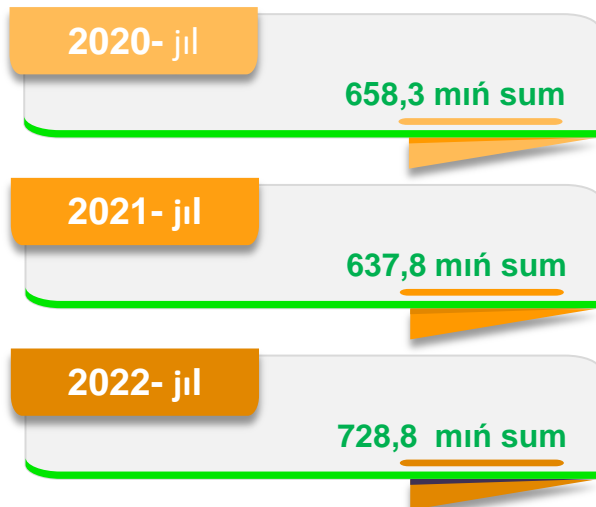 2020- jıl
658,3 mıń sum
2021- jıl
637,8 mıń sum
2022- jıl
728,8 mıń sum